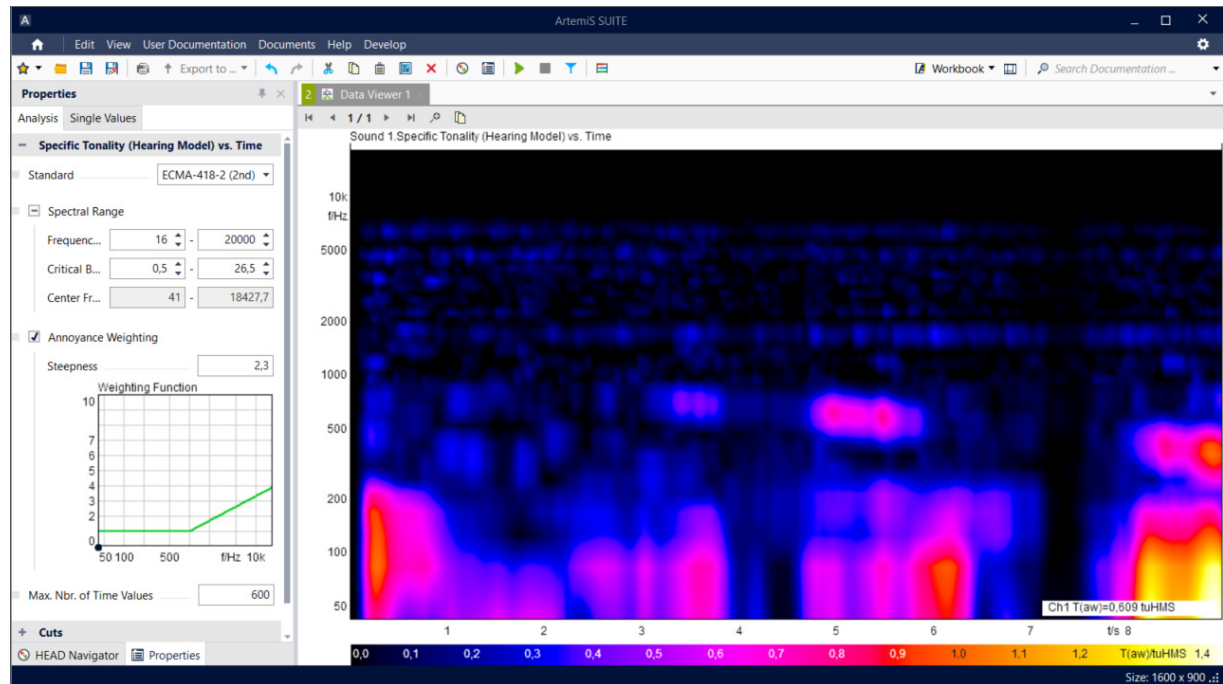 A ArtemiS SUITE
Edit View User Documentation Documents Help Develop
Export to ... Workbook Search Documentation ...
Properties
2 Data Viewer 1
Analysis Single Values
1 / 1
Specific Tonality (Hearing Model) vs. Time
Standard ECMA-418-2 (2nd)
Spectral Range
Frequenc... 16 - 20000
Critical B... 0,5 - 26,5
Center Fr... 41 - 18427,7
Annoyance Weighting
Steepness 2,3
Weighting Function
10
7
6
5
4
3
2
0
50 100 500 f/Hz 10k
Max. Nbr. of Time Values 600
Cuts
HEAD Navigator Properties
Sound 1.Specific Tonality (Hearing Model) vs. Time
10k
f/Hz
5000
2000
1000
500
200
100
50
Ch1 T(aw)=0,609 tuHMS
1 2 3 4 5 6 7 t/s 8
0,0 0,1 0,2 0,3 0,4 0,5 0,6 0,7 0,8 0,9 1,0 1,1 1,2 T(aw)/tuHMS 1,4
Size: 1600 x 900